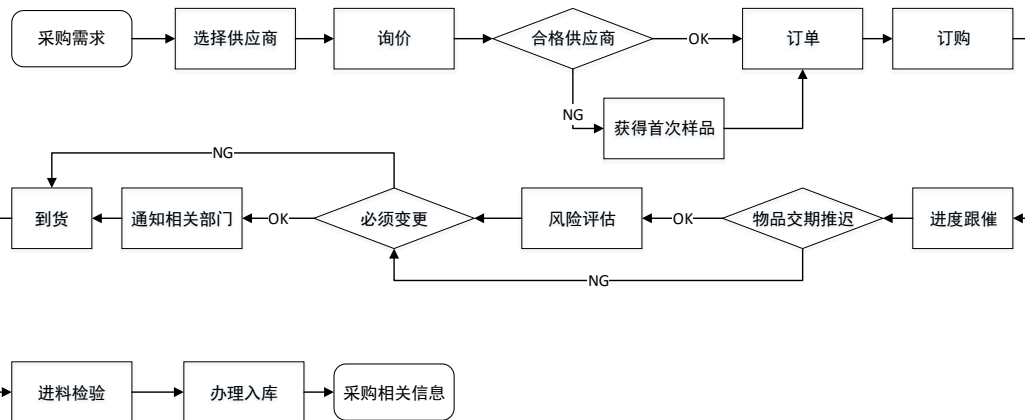 采购需求
选择供应商
询价
合格供应商
OK
订单
订购
NG
获得首次样品
NG
到货
通知相关部门
OK
必须变更
风险评估
OK
物品交期推迟
进度跟催
NG
进料检验
办理入库
采购相关信息